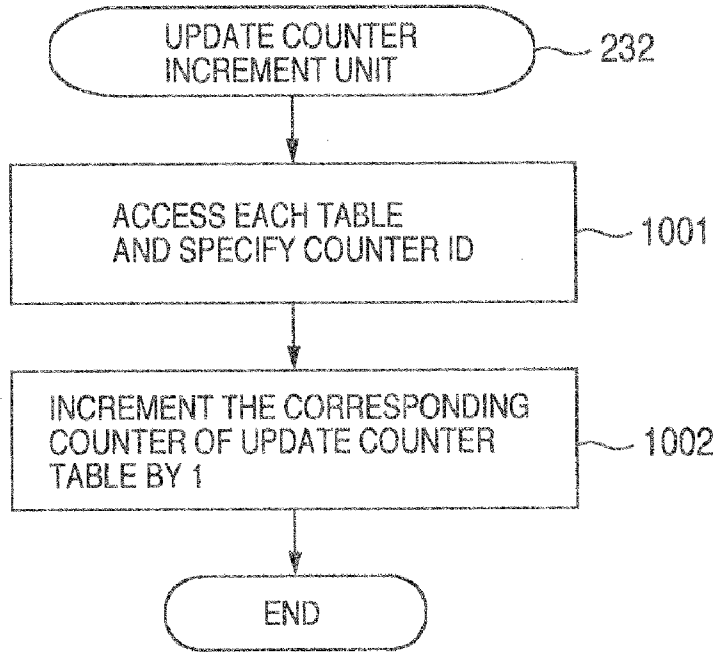 UPDATE COUNTER
INCREMENT UNIT
232
ACCESS EACH TABLE
AND SPECIFY COUNTER ID
1001
INCREMENT THE CORRESPONDING
COUNTER OF UPDATE COUNTER
TABLE BY 1
1002
END